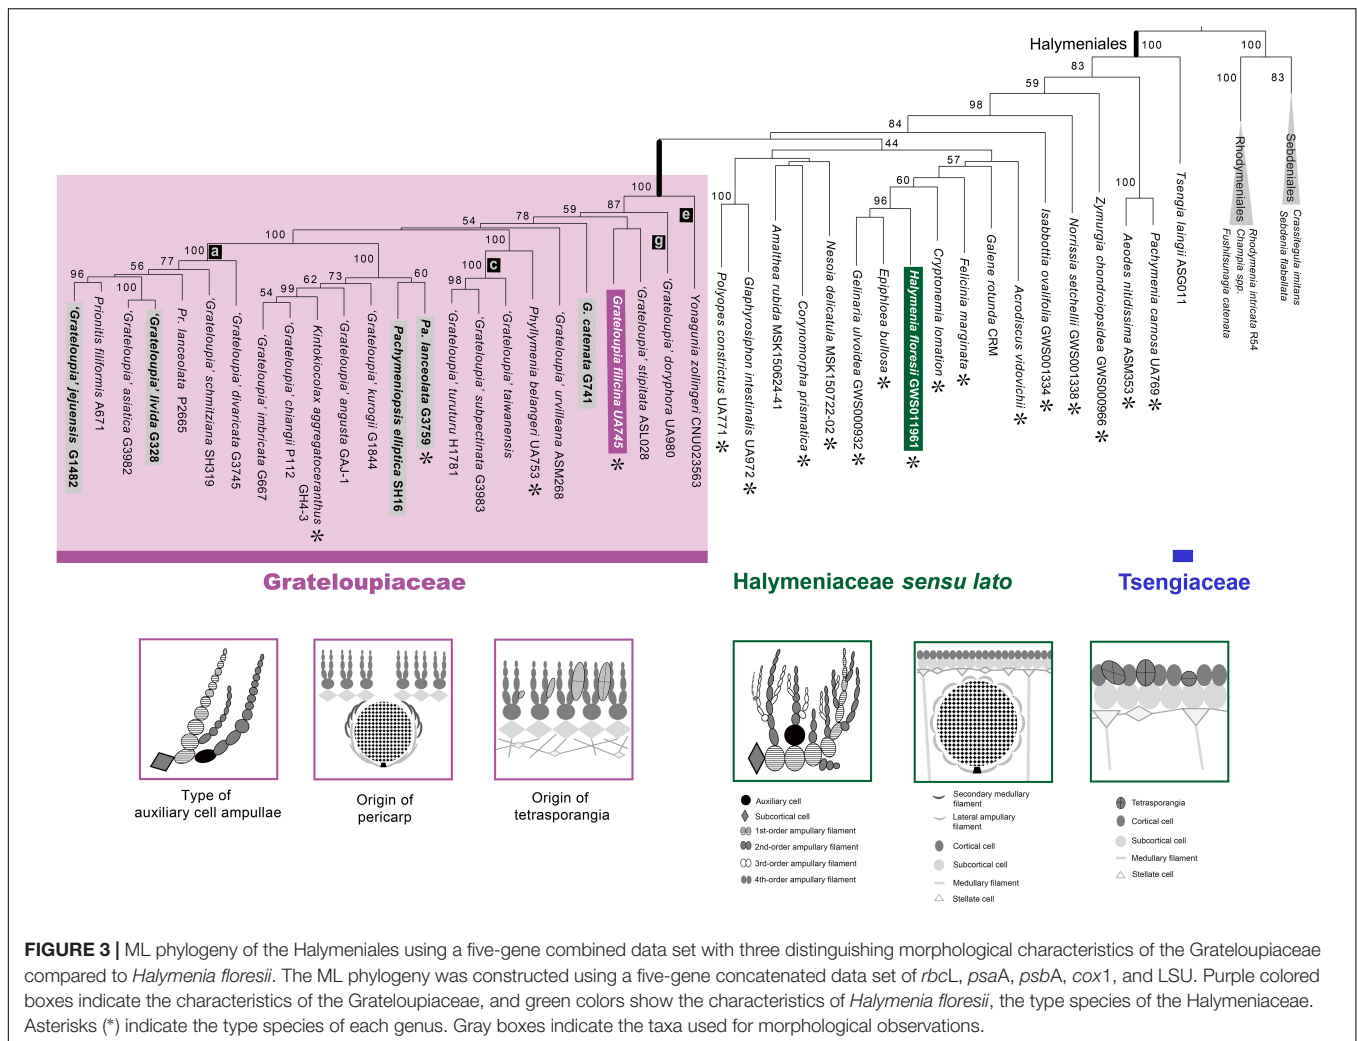 Halymeniales
100
100
83
100
83
59
98
84
44
57
60
96
100
100
100
87
59
78
54
100
100
100
77
56
96
100
54
99
62
73
100
60
98
100
a
c
g
e
'Grateloupia' jejuensis G1482
Prionitis filiformis A671
'Grateloupia' asiatica G3982
'Grateloupia' livida G328
Pr. lanceolata P2665
'Grateloupia' schmitziana SH319
'Grateloupia' divaricata G3745
'Grateloupia' imbricata G667
'Grateloupia' chiangii P112
Kintokiocolax aggregatoceranthus *
GH4-3
'Grateloupia' angusta GAJ-1
'Grateloupia' kurogii G1844
Pachymeniopsis elliptica SH16
Pa. lanceolata G3759 *
'Grateloupia' turuturu H1781
'Grateloupia' subpectinata G3983
'Grateloupia' taiwanensis
Phyllymenia belangeri UA753 *
'Grateloupia' urvilleana ASM268
G. catenata G741
Grateloupia filicina UA745 *
'Grateloupia' stipitata ASL028
'Grateloupia' doryphora UA980
Yonagunia zollingeri CNU023563
Polyopes constrictus UA771 *
Glaphyrosiphon intestinalis UA972 *
Amalthea rubida MSK150624-41
Corynomorpha prismatica *
Nesoia delicatula MSK150722-02 *
Gelinaria ulvoidea GWS000932 *
Epiphloea bullosa *
Halymenia floresii GWS011961 *
Cryptonemia lomation *
Felicinia marginata *
Galene rotunda CRM
Acrodiscus vidovichii *
Isabbottia ovalifolia GWS001334 *
Norrissia setchellii GWS001338 *
Zymurgia chondriopsidea GWS000966 *
Aeodes nitidissima ASM353 *
Pachymenia carnosa UA769 *
Tsengia laingii ASG011
Rhodymeniales
Rhodymenia intricata R54
Champia spp.
Fushitsunagia catenata
Sebdeniales
Crassitegula imitans
Sebdenia flabellata
Grateloupiaceae
Halymeniaceae sensu lato
Tsengiaceae
Type of
auxiliary cell ampullae
Origin of
pericarp
Origin of
tetrasporangia
Auxiliary cell
Subcortical cell
1st-order ampullary filament
2nd-order ampullary filament
3rd-order ampullary filament
4th-order ampullary filament
Secondary medullary
filament
Lateral ampullary
filament
Cortical cell
Subcortical cell
Medullary filament
Stellate cell
Tetrasporangia
Cortical cell
Subcortical cell
Medullary filament
Stellate cell
FIGURE 3 | ML phylogeny of the Halymeniales using a five-gene combined data set with three distinguishing morphological characteristics of the Grateloupiaceae
compared to Halymenia floresii. The ML phylogeny was constructed using a five-gene concatenated data set of rbcL, psaA, psbA, cox1, and LSU. Purple colored
boxes indicate the characteristics of the Grateloupiaceae, and green colors show the characteristics of Halymenia floresii, the type species of the Halymeniaceae.
Asterisks (*) indicate the type species of each genus. Gray boxes indicate the taxa used for morphological observations.